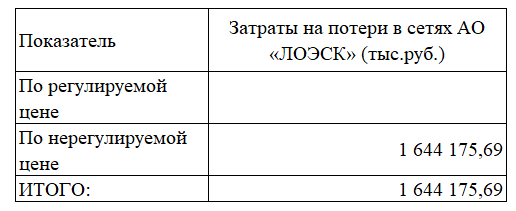 Показатель
Затраты на потери в сетях АО
«ЛОЭСК» (тыс.руб.)
По регулируемой
цене
По нерегулируемой
цене
1 644 175,69
ИТОГО:
1 644 175,69